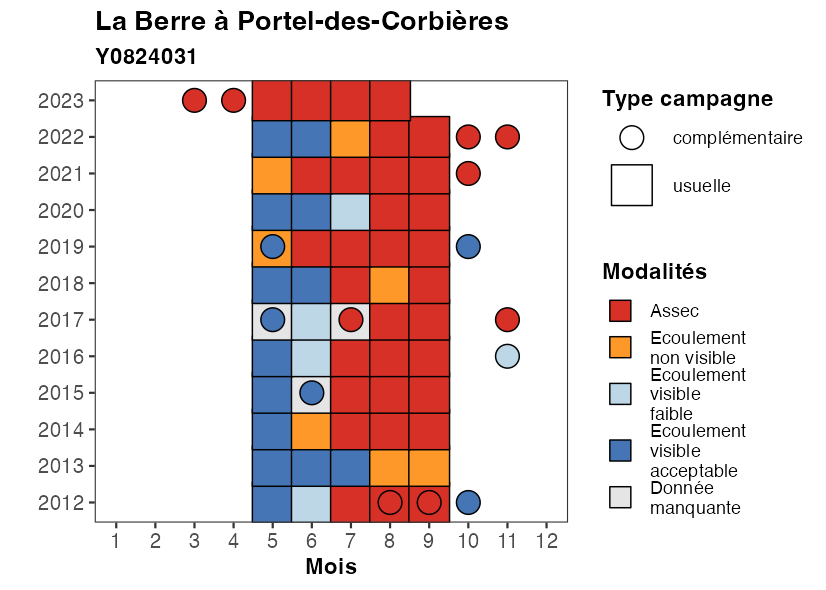 La Berre à Portel-des-Corbières
Y0824031
2023
2022
2021
2020
2019
2018
2017
2016
2015
2014
2013
2012
1 2 3 4 5 6 7 8 9 10 11 12
Mois
Type campagne
complémentaire
usuelle
Modalités
Assec
Ecoulement
non visible
Ecoulement
visible
faible
Ecoulement
visible
acceptable
Donnée
manquante